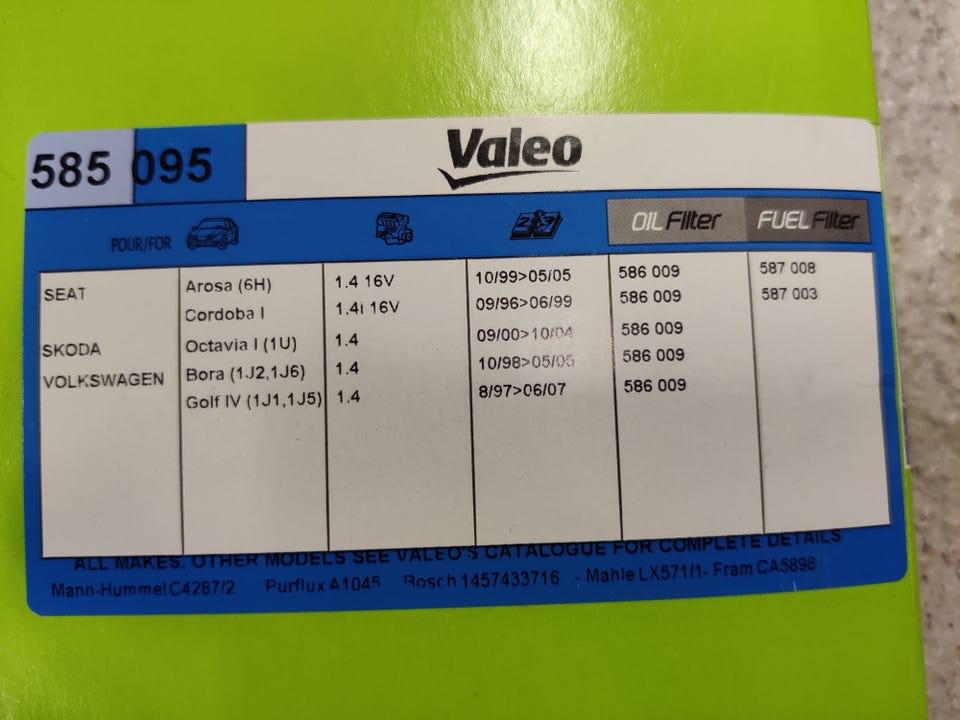 585 095
Valeo
POUR/FOR OIL Filter FUEL Filter
SEAT Arosa (6H) 1.4 16V 10/99>05/05 586 009 587 008
Cordoba I 1.4i 16V 09/96>06/99 586 009 587 003
SKODA Octavia I (1U) 1.4 09/00>10/04 586 009
VOLKSWAGEN Bora (1J2,1J6) 1.4 10/98>05/05 586 009
Golf IV (1J1,1J5) 1.4 8/97>06/07 586 009
ALL MAKES, OTHER MODELS SEE VALEO'S CATALOGUE FOR COMPLETE DETAILS
Mann-Hummel C4287/2 Purflux A1045 Bosch 1457433716 - Mahle LX571/1- Fram CA5898